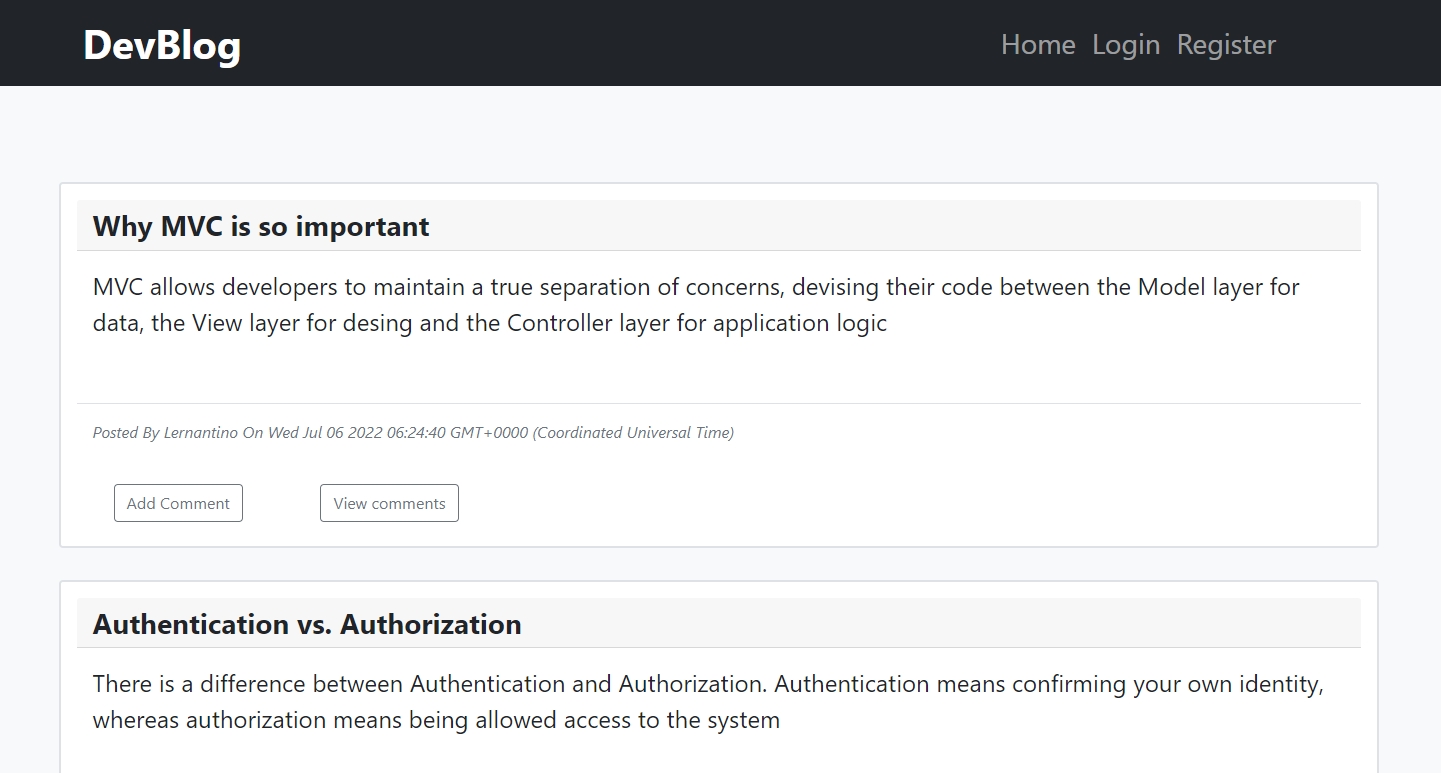 DevBlog
Home Login Register
Why MVC is so important
MVC allows developers to maintain a true separation of concerns, devising their code between the Model layer for
data, the View layer for desing and the Controller layer for application logic
Posted By Lernantino On Wed Jul 06 2022 06:24:40 GMT+0000 (Coordinated Universal Time)
Add Comment View comments
Authentication vs. Authorization
There is a difference between Authentication and Authorization. Authentication means confirming your own identity,
whereas authorization means being allowed access to the system